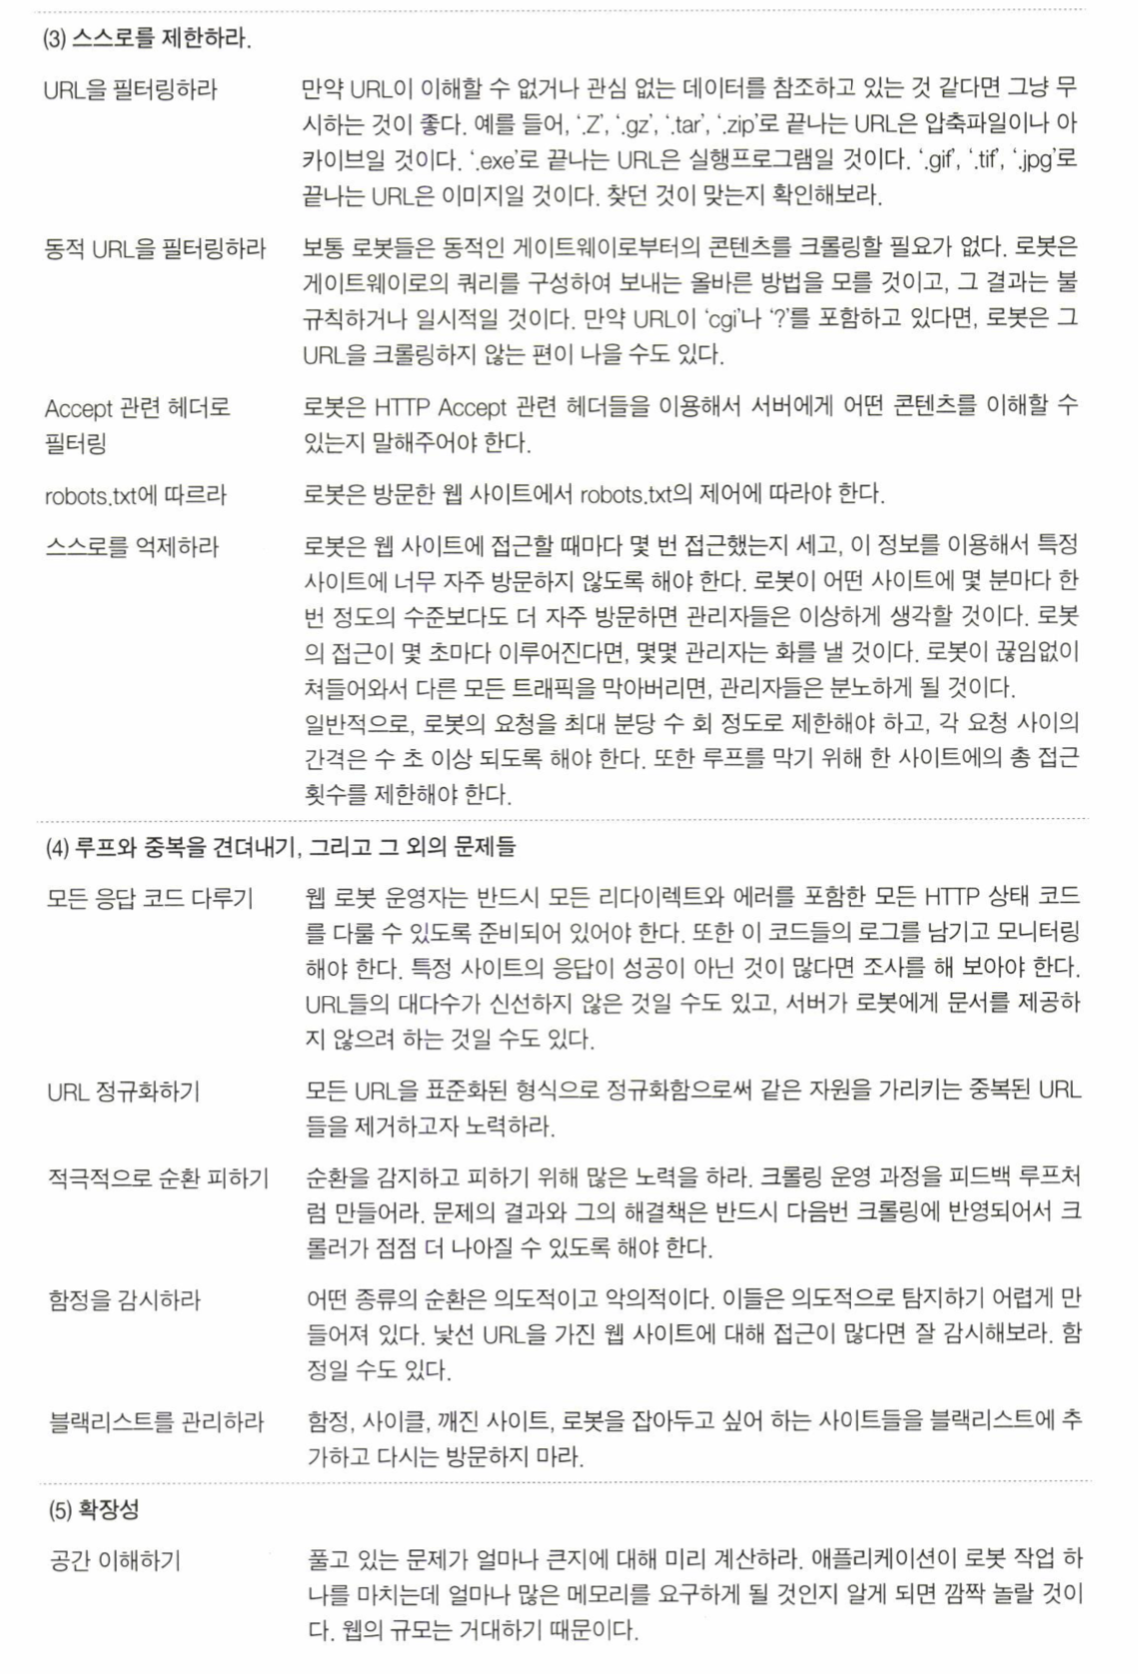 (3) 스스로를 제한하라.
URL을 필터링하라
만약 URL이 이해할 수 없거나 관심 없는 데이터를 참조하고 있는 것 같다면 그냥 무
시하는 것이 좋다. 예를 들어, ‘.Z’, ‘.gz’, ‘.tar’, ‘.zip’로 끝나는 URL은 압축파일이나 아
카이브일 것이다. ‘.exe’로 끝나는 URL은 실행프로그램일 것이다. ‘.gif’, ‘.tif’, ‘.jpg’로
끝나는 URL은 이미지일 것이다. 찾던 것이 맞는지 확인해보라.
동적 URL을 필터링하라
보통 로봇들은 동적인 게이트웨이로부터의 콘텐츠를 크롤링할 필요가 없다. 로봇은
게이트웨이로의 쿼리를 구성하여 보내는 올바른 방법을 모를 것이고, 그 결과는 불
규칙하거나 일시적일 것이다. 만약 URL이 ‘cgi’나 ‘?’를 포함하고 있다면, 로봇은 그
URL을 크롤링하지 않는 편이 나을 수도 있다.
Accept 관련 헤더로
필터링
로봇은 HTTP Accept 관련 헤더들을 이용해서 서버에게 어떤 콘텐츠를 이해할 수
있는지 말해주어야 한다.
robots.txt에 따르라
로봇은 방문한 웹 사이트에서 robots.txt의 제어에 따라야 한다.
스스로를 억제하라
로봇은 웹 사이트에 접근할 때마다 몇 번 접근했는지 세고, 이 정보를 이용해서 특정
사이트에 너무 자주 방문하지 않도록 해야 한다. 로봇이 어떤 사이트에 몇 분마다 한
번 정도의 수준보다도 더 자주 방문하면 관리자들은 이상하게 생각할 것이다. 로봇
의 접근이 몇 초마다 이루어진다면, 몇몇 관리자는 화를 낼 것이다. 로봇이 끊임없이
쳐들어와서 다른 모든 트래픽을 막아버리면, 관리자들은 분노하게 될 것이다.
일반적으로, 로봇의 요청을 최대 분당 수 회 정도로 제한해야 하고, 각 요청 사이의
간격은 수 초 이상 되도록 해야 한다. 또한 루프를 막기 위해 한 사이트에의 총 접근
횟수를 제한해야 한다.
(4) 루프와 중복을 견뎌내기, 그리고 그 외의 문제들
모든 응답 코드 다루기
웹 로봇 운영자는 반드시 모든 리다이렉트와 에러를 포함한 모든 HTTP 상태 코드
를 다룰 수 있도록 준비되어 있어야 한다. 또한 이 코드들의 로그를 남기고 모니터링
해야 한다. 특정 사이트의 응답이 성공이 아닌 것이 많다면 조사를 해 보아야 한다.
URL들의 대다수가 신선하지 않은 것일 수도 있고, 서버가 로봇에게 문서를 제공하
지 않으려 하는 것일 수도 있다.
URL 정규화하기
모든 URL을 표준화된 형식으로 정규화함으로써 같은 자원을 가리키는 중복된 URL
들을 제거하고자 노력하라.
적극적으로 순환 피하기
순환을 감지하고 피하기 위해 많은 노력을 하라. 크롤링 운영 과정을 피드백 루프처
럼 만들어라. 문제의 결과와 그의 해결책은 반드시 다음번 크롤링에 반영되어서 크
롤러가 점점 더 나아질 수 있도록 해야 한다.
함정을 감시하라
어떤 종류의 순환은 의도적이고 악의적이다. 이들은 의도적으로 탐지하기 어렵게 만
들어져 있다. 낯선 URL을 가진 웹 사이트에 대해 접근이 많다면 잘 감시해보라. 함
정일 수도 있다.
블랙리스트를 관리하라
함정, 사이클, 깨진 사이트, 로봇을 잡아두고 싶어 하는 사이트들을 블랙리스트에 추
가하고 다시는 방문하지 마라.
(5) 확장성
공간 이해하기
풀고 있는 문제가 얼마나 큰지에 대해 미리 계산하라. 애플리케이션이 로봇 작업 하
나를 마치는데 얼마나 많은 메모리를 요구하게 될 것인지 알게 되면 깜짝 놀랄 것이
다. 웹의 규모는 거대하기 때문이다.